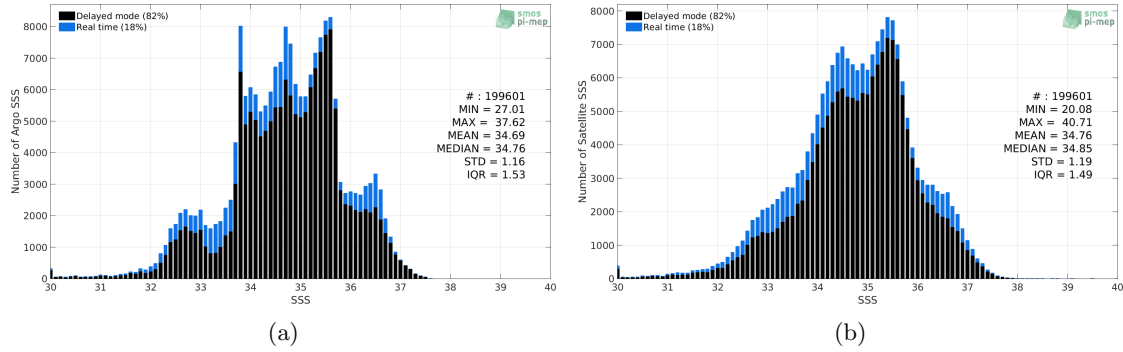 Delayed mode (82%)
Real time (18%)
smos
pi-mep
8000
7000
6000
5000
4000
3000
2000
1000
0
Number of Argo SSS
# : 199601
MIN = 27.01
MAX = 37.62
MEAN = 34.69
MEDIAN = 34.76
STD = 1.16
IQR = 1.53
30 31 32 33 34 35 36 37 38 39 40
SSS
(a)
Delayed mode (82%)
Real time (18%)
smos
pi-mep
8000
7000
6000
5000
4000
3000
2000
1000
0
Number of Satellite SSS
# : 199601
MIN = 20.08
MAX = 40.71
MEAN = 34.76
MEDIAN = 34.85
STD = 1.19
IQR = 1.49
30 31 32 33 34 35 36 37 38 39 40
SSS
(b)